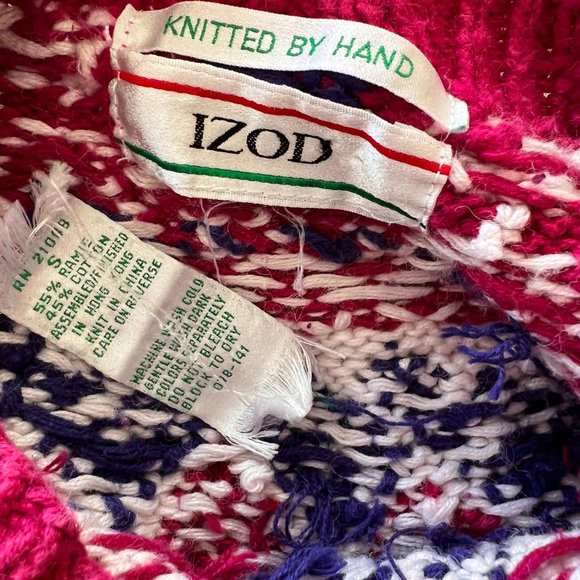 KNITTED BY HAND
IZOD
RN 21018
S
55% RAMIE
45% COTTON
ASSEMBLED/FINISHED
IN HONG KONG
KNIT IN CHINA
CARE ON REVERSE
MACHINE WASH COLD
GENTLE WITH DARK
COLORS SEPARATELY
DO NOT BLEACH
BLOCK TO DRY
078-141